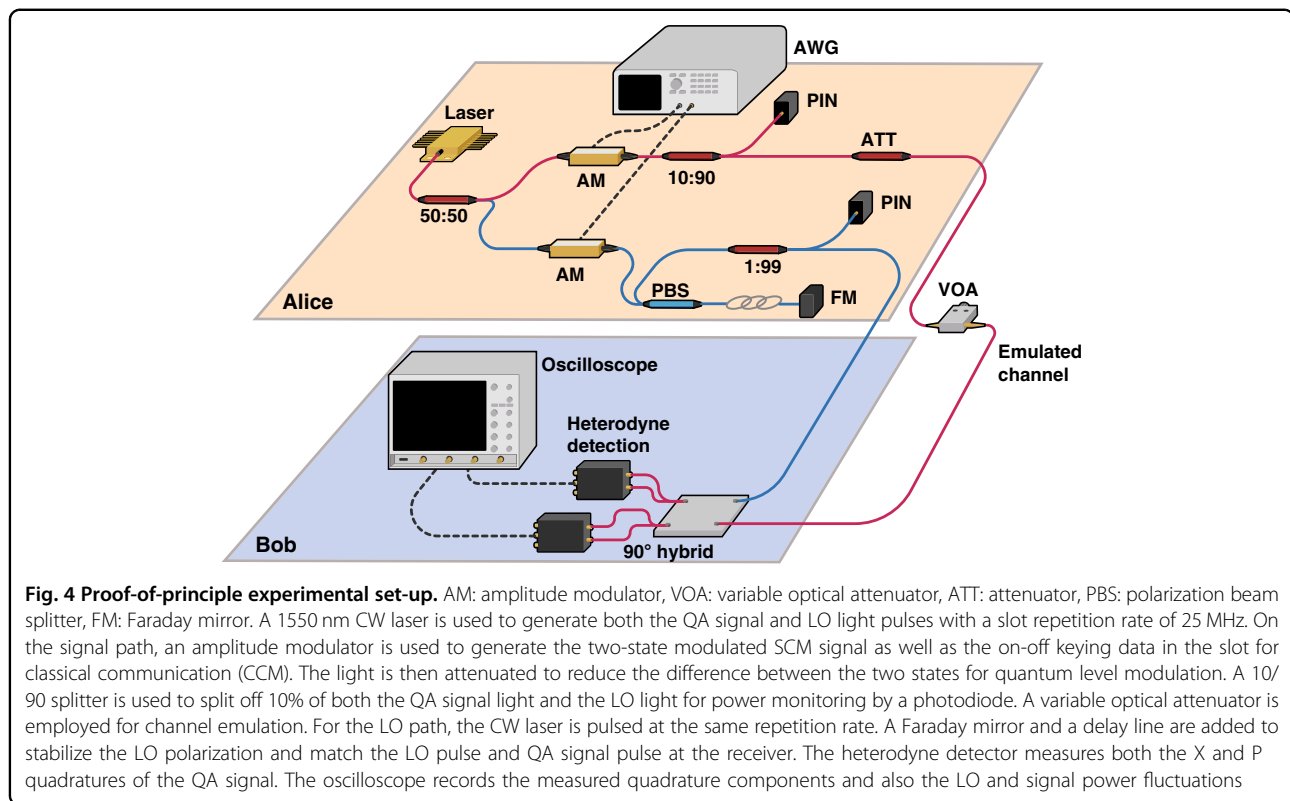 AWG
PIN
Laser
ATT
AM
10:90
50:50
PIN
AM
1:99
PBS
FM
Alice
VOA
Emulated
channel
Oscilloscope
Heterodyne
detection
Bob
90° hybrid
Fig. 4 Proof-of-principle experimental set-up. AM: amplitude modulator, VOA: variable optical attenuator, ATT: attenuator, PBS: polarization beam
splitter, FM: Faraday mirror. A 1550 nm CW laser is used to generate both the QA signal and LO light pulses with a slot repetition rate of 25 MHz. On
the signal path, an amplitude modulator is used to generate the two-state modulated SCM signal as well as the on-off keying data in the slot for
classical communication (CCM). The light is then attenuated to reduce the difference between the two states for quantum level modulation. A 10/
90 splitter is used to split off 10% of both the QA signal light and the LO light for power monitoring by a photodiode. A variable optical attenuator is
employed for channel emulation. For the LO path, the CW laser is pulsed at the same repetition rate. A Faraday mirror and a delay line are added to
stabilize the LO polarization and match the LO pulse and QA signal pulse at the receiver. The heterodyne detector measures both the X and P
quadratures of the QA signal. The oscilloscope records the measured quadrature components and also the LO and signal power fluctuations